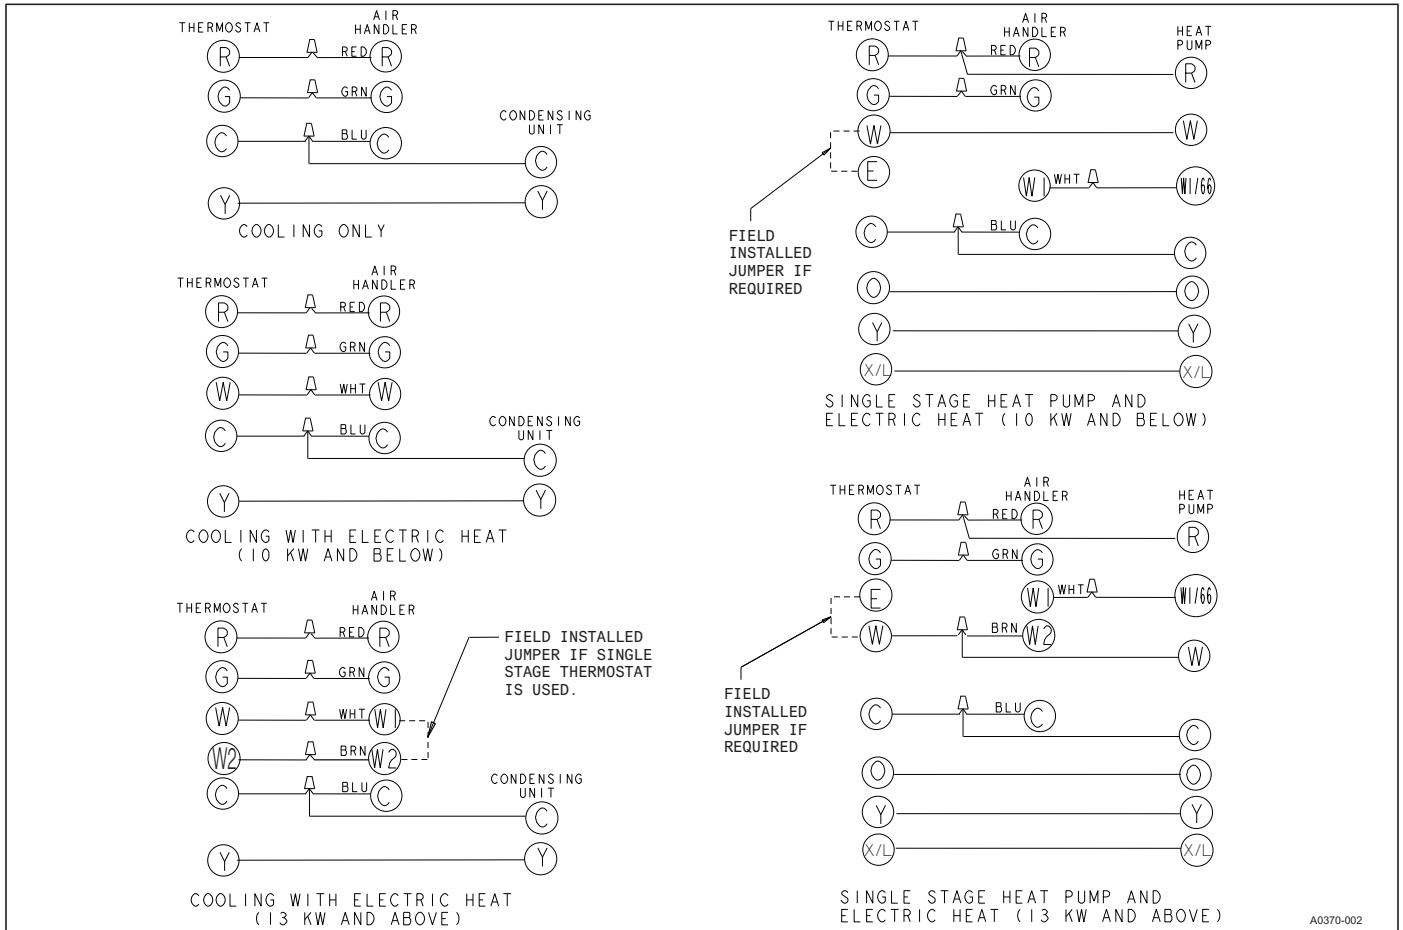 THERMOSTAT
AIR
HANDLER
R RED R
G GRN G
CONDENSING
UNIT
C BLU C
C
Y Y
COOLING ONLY
THERMOSTAT
AIR
HANDLER
R RED R
G GRN G
W WHT W
CONDENSING
UNIT
C BLU C
C
Y Y
COOLING WITH ELECTRIC HEAT
(10 KW AND BELOW)
THERMOSTAT
AIR
HANDLER
R RED R
G GRN G
W WHT W1
W2 BRN W2
FIELD INSTALLED
JUMPER IF SINGLE
STAGE THERMOSTAT
IS USED.
CONDENSING
UNIT
C BLU C
C
Y Y
COOLING WITH ELECTRIC HEAT
(13 KW AND ABOVE)
THERMOSTAT
AIR
HANDLER
HEAT
PUMP
R RED R
R
G GRN G
W W
E
W1 WHT W1/66
FIELD
INSTALLED
JUMPER IF
REQUIRED
C BLU C
C
O O
Y Y
X/L X/L
SINGLE STAGE HEAT PUMP AND
ELECTRIC HEAT (10 KW AND BELOW)
THERMOSTAT
AIR
HANDLER
HEAT
PUMP
R RED R
R
G GRN G
E W1 WHT W1/66
W BRN W2
W
FIELD
INSTALLED
JUMPER IF
REQUIRED
C BLU C
C
O O
Y Y
X/L X/L
SINGLE STAGE HEAT PUMP AND
ELECTRIC HEAT (13 KW AND ABOVE)
A0370-002